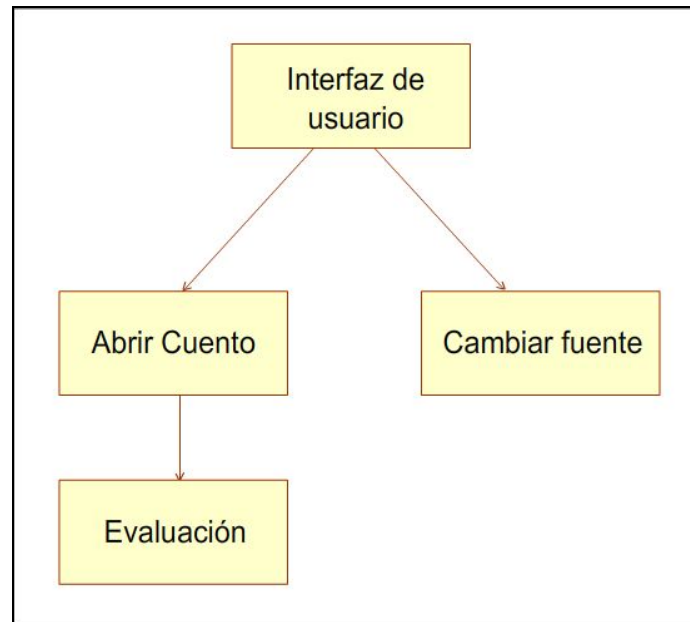 Interfaz de
usuario
Abrir Cuento
Cambiar fuente
Evaluación